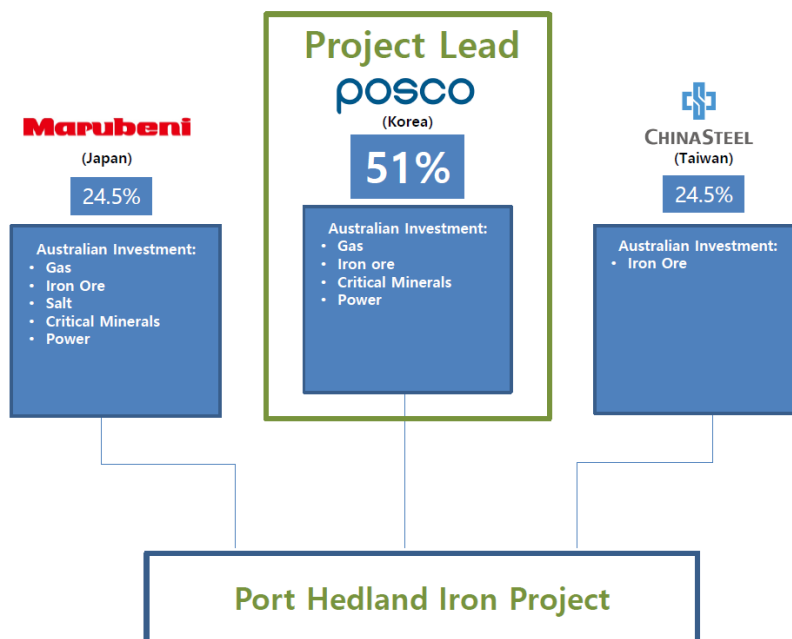 Project Lead
posco
(Korea)
51%
Australian Investment:
• Gas
• Iron ore
• Critical Minerals
• Power
Marubeni
(Japan)
24.5%
Australian Investment:
• Gas
• Iron Ore
• Salt
• Critical Minerals
• Power
CHINASTEEL
(Taiwan)
24.5%
Australian Investment:
• Iron Ore
Port Hedland Iron Project